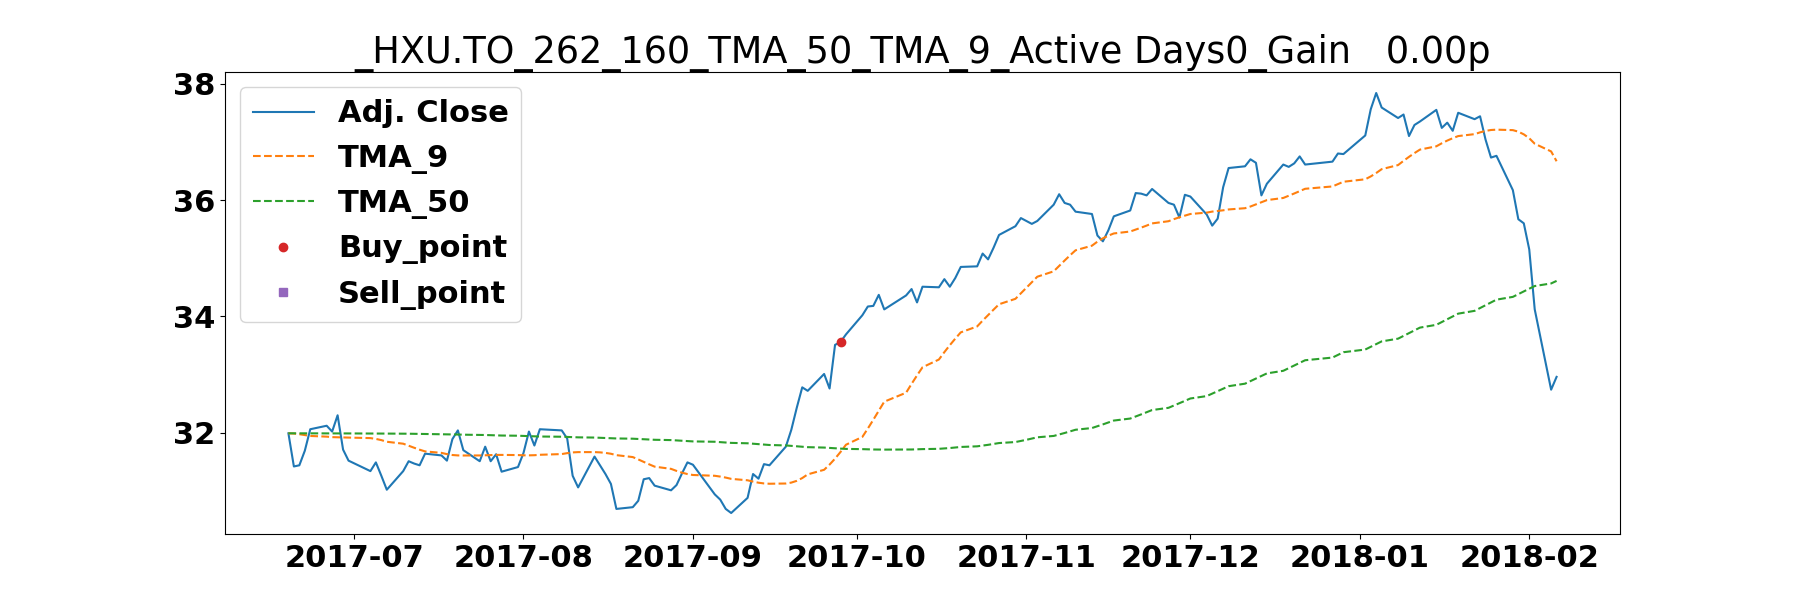 _HXU.TO_262_160_TMA_50_TMA_9_Active Days0_Gain   0.00p
38
36
34
32
Adj. Close
TMA_9
TMA_50
Buy_point
Sell_point
2017-07 2017-08 2017-09 2017-10 2017-11 2017-12 2018-01 2018-02